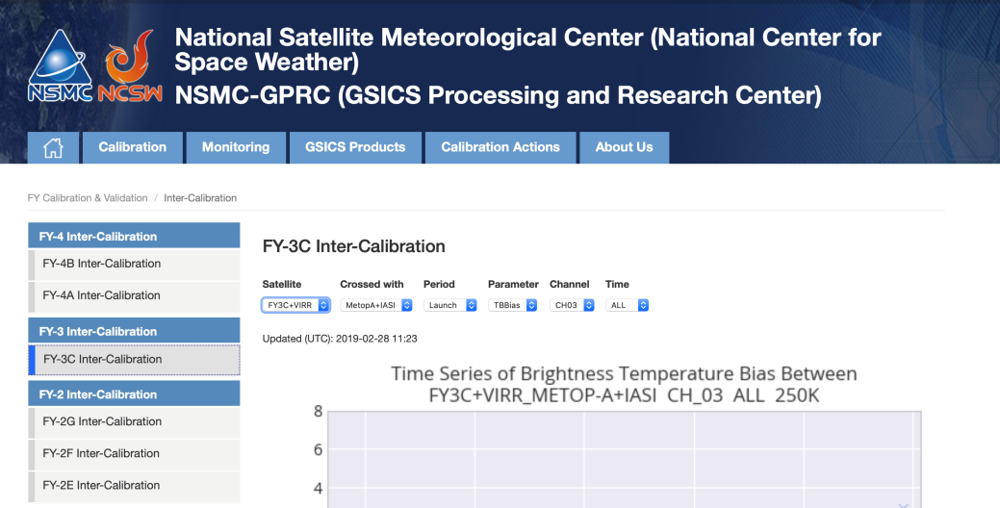 National Satellite Meteorological Center (National Center for
Space Weather)
NSMC NCSW
NSMC-GPRC (GSICS Processing and Research Center)
Calibration Monitoring GSICS Products Calibration Actions About Us
FY Calibration & Validation / Inter-Calibration
FY-4 Inter-Calibration
FY-4B Inter-Calibration
FY-4A Inter-Calibration
FY-3 Inter-Calibration
FY-3C Inter-Calibration
FY-2 Inter-Calibration
FY-2G Inter-Calibration
FY-2F Inter-Calibration
FY-2E Inter-Calibration
FY-3C Inter-Calibration
Satellite Crossed with Period Parameter Channel Time
FY3C+VIRR MetopA+IASI Launch TBBias CH03 ALL
Updated (UTC): 2019-02-28 11:23
Time Series of Brightness Temperature Bias Between
FY3C+VIRR_METOP-A+IASI CH_03 ALL 250K
8
6
4